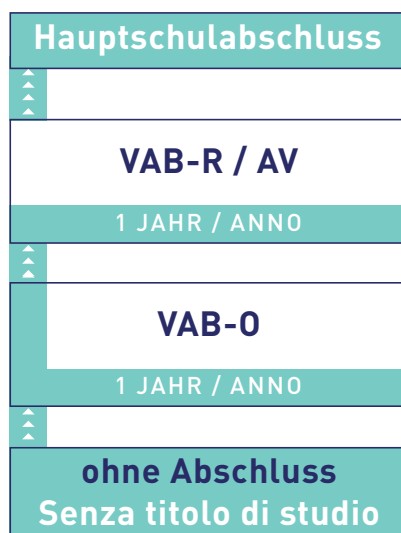 Hauptschulabschluss
VAB-R / AV
1 JAHR / ANNO
VAB-O
1 JAHR / ANNO
ohne Abschluss
Senza titolo di studio